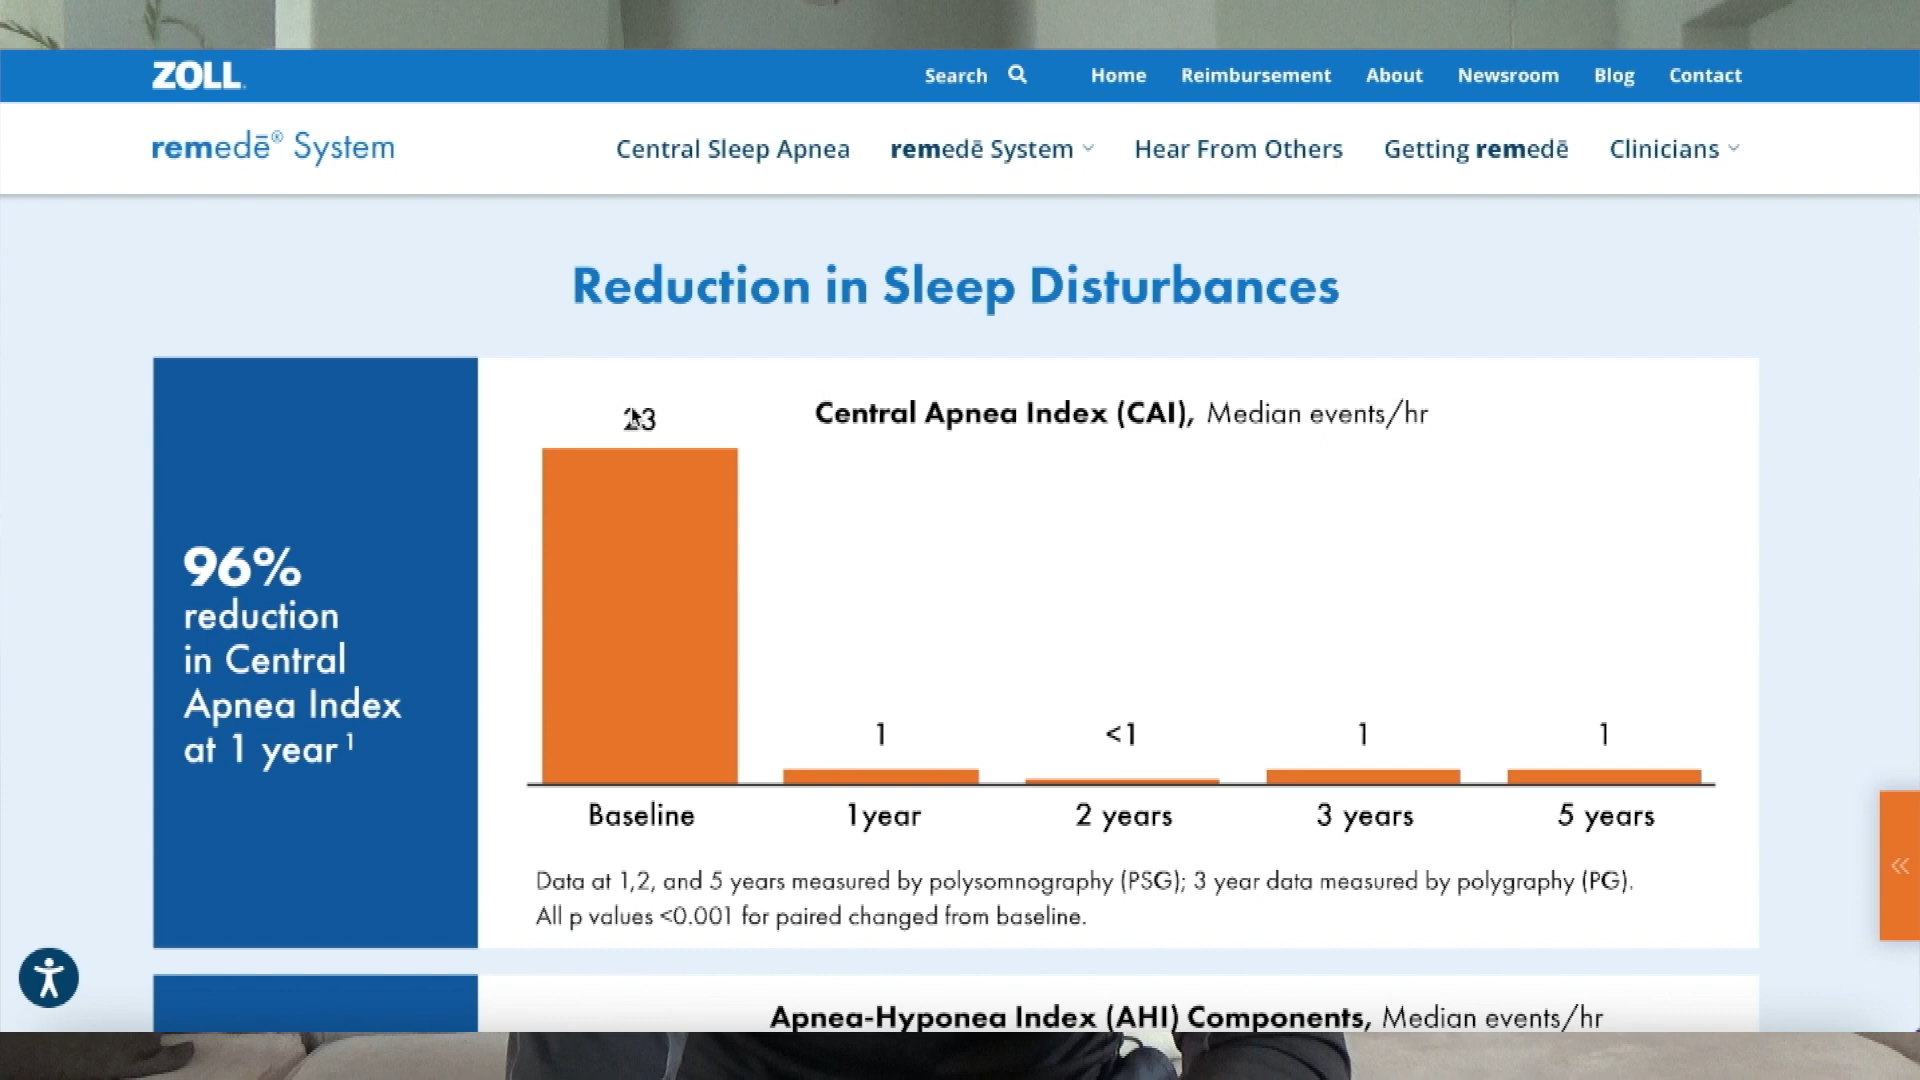 ZOLL
Search Home Reimbursement About Newsroom Blog Contact
remedē® System
Central Sleep Apnea remedē System Hear From Others Getting remedē Clinicians
Reduction in Sleep Disturbances
96%
reduction
in Central
Apnea Index
at 1 year 1
Central Apnea Index (CAI), Median events/hr
23
1 <1 1 1
Baseline 1year 2 years 3 years 5 years
Data at 1,2, and 5 years measured by polysomnography (PSG); 3 year data measured by polygraphy (PG).
All p values <0.001 for paired changed from baseline.
Apnea-Hyponea Index (AHI) Components, Median events/hr